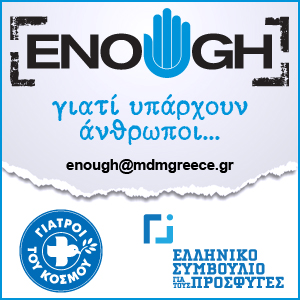 ENOUGH
γιατί υπάρχουν
άνθρωποι...
enough@mdmgreece.gr
ΓΙΑΤΡΟΙ
ΤΟΥ ΚΟΣΜΟΥ
ΕΛΛΗΝΙΚΟ
ΣΥΜΒΟΥΛΙΟ
ΓΙΑ ΤΟΥΣ ΠΡΟΣΦΥΓΕΣ